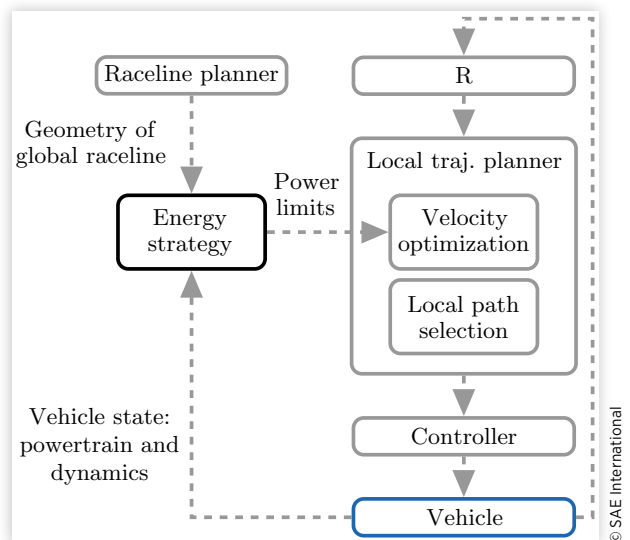 Raceline planner
R
Geometry of
global raceline
Local traj. planner
Power
limits
Energy
strategy
Velocity
optimization
Local path
selection
Vehicle state:
powertrain and
dynamics
Controller
Vehicle
© SAE International